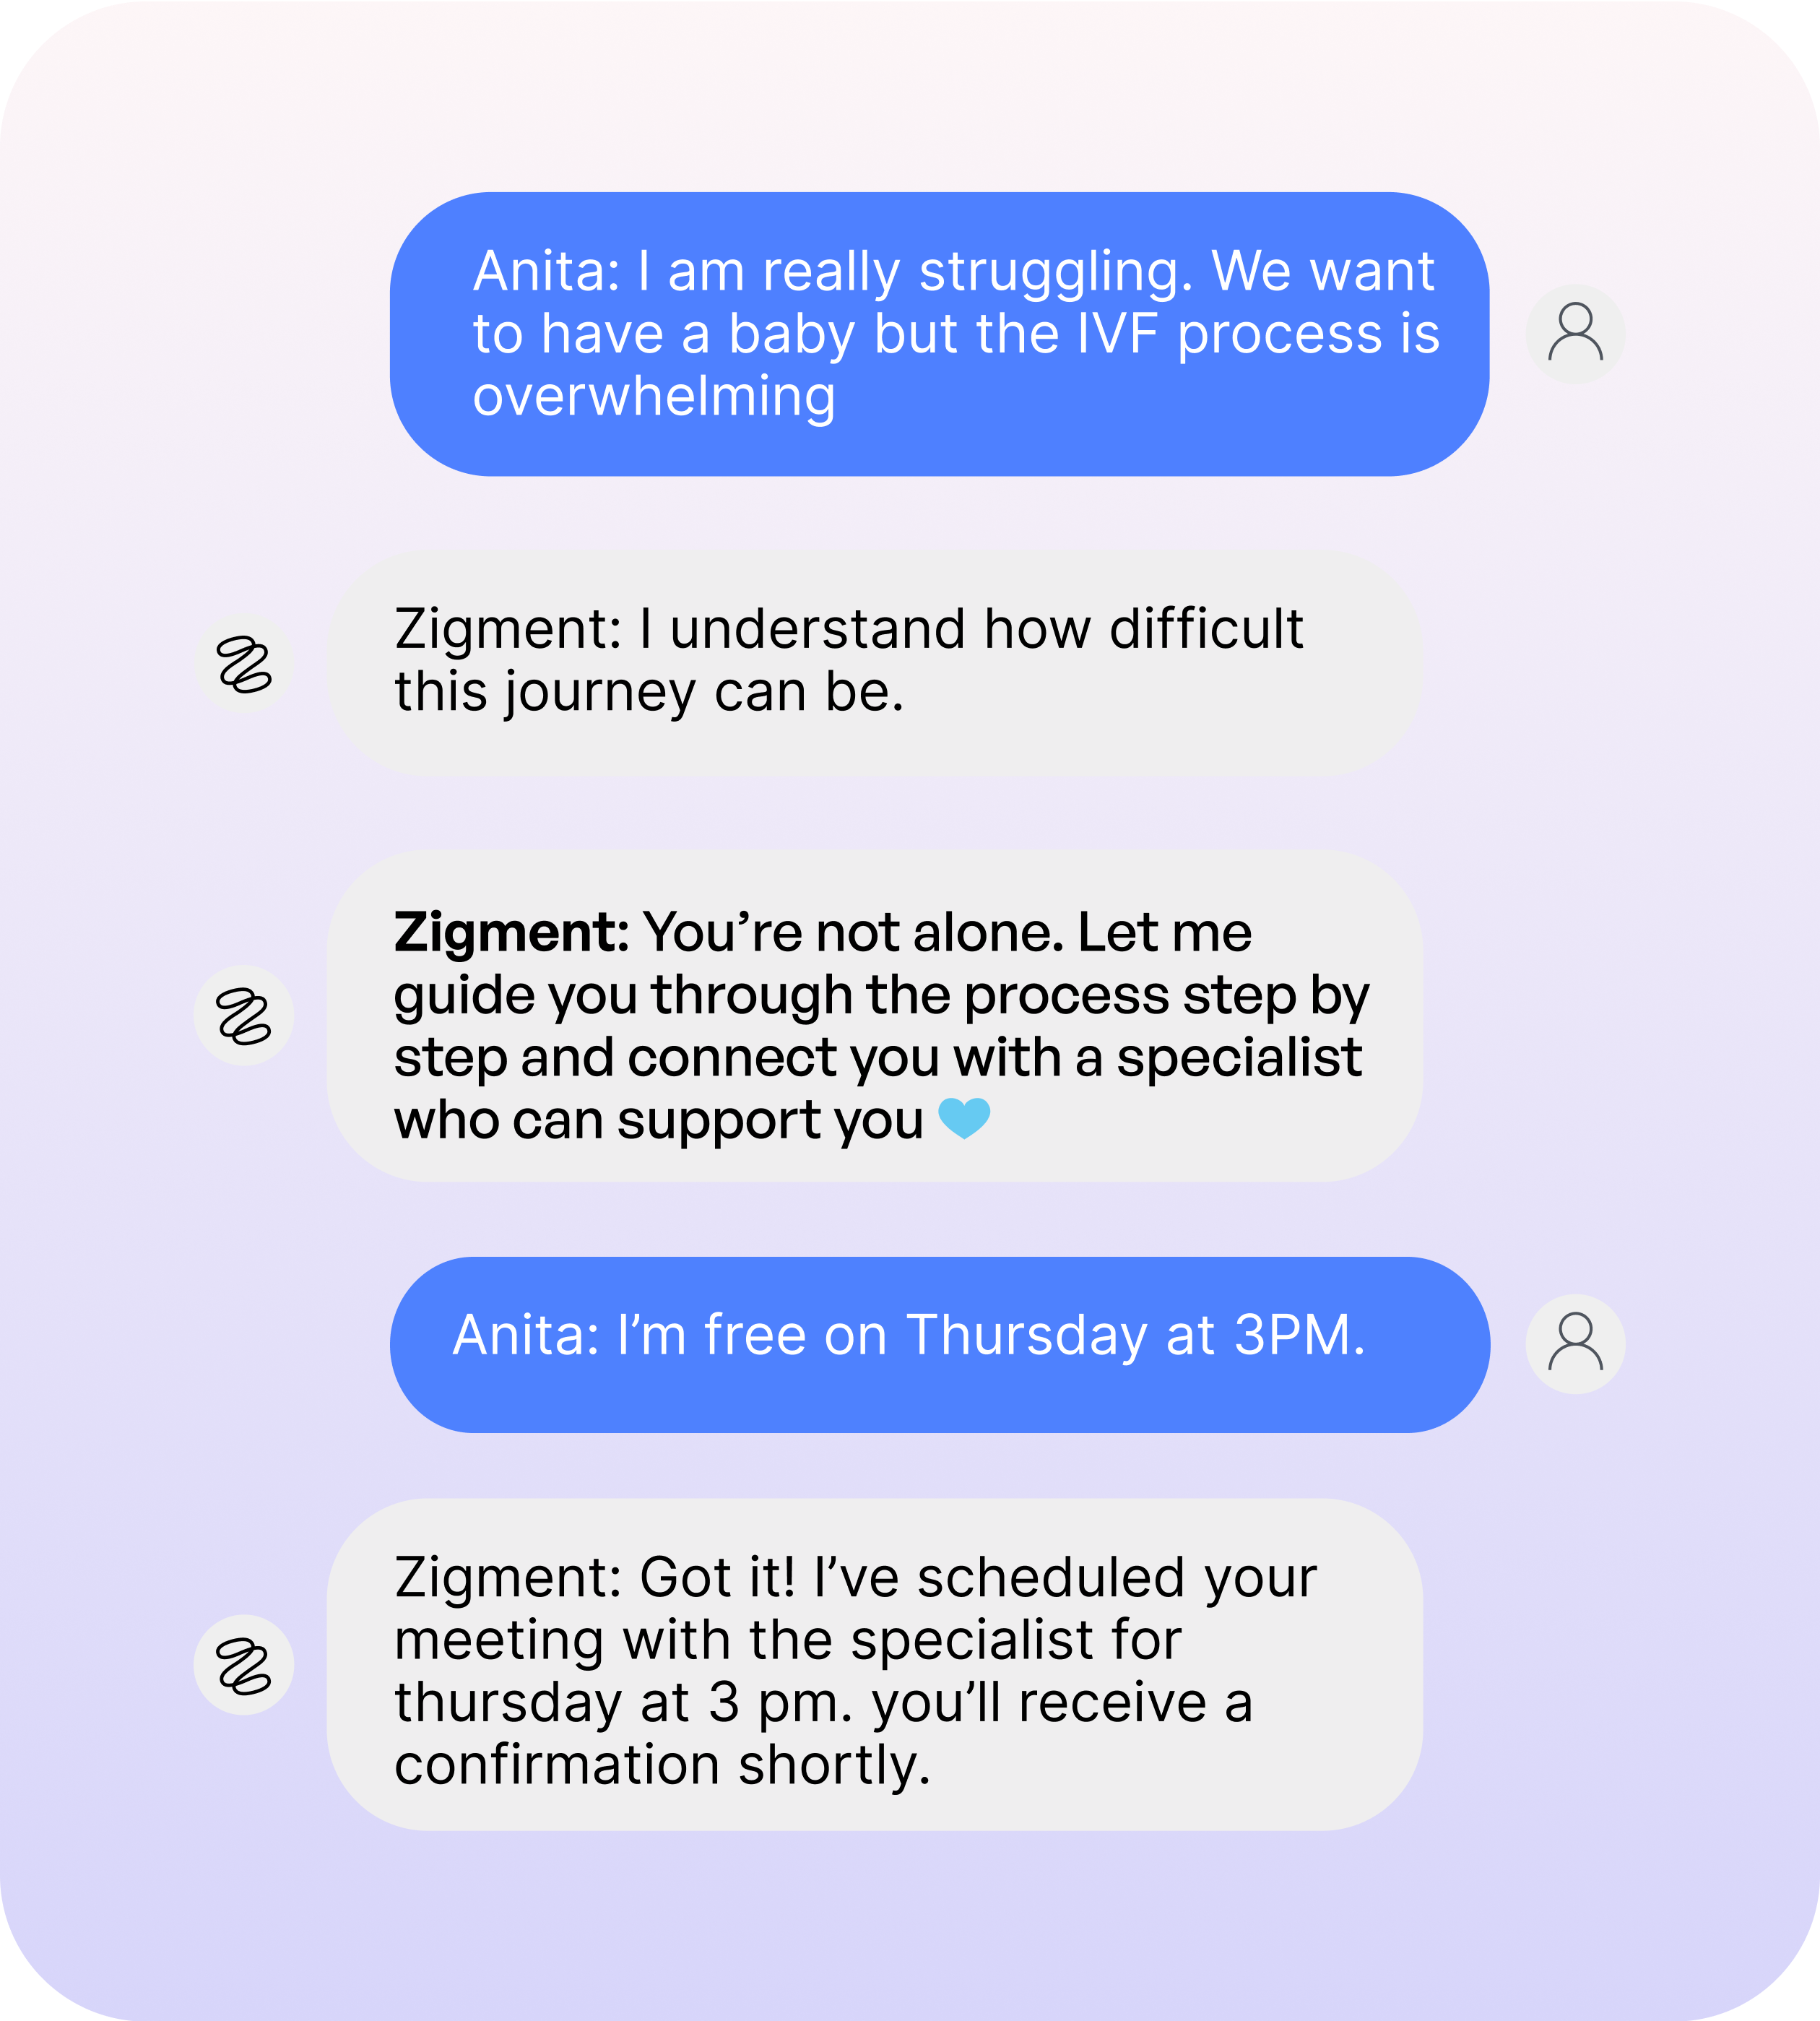 Anita: I am really struggling. We want
to have a baby but the IVF process is
overwhelming
Zigment: I understand how difficult
this journey can be.
Zigment: You’re not alone. Let me
guide you through the process step by
step and connect you with a specialist
who can support you 🩵
Anita: I’m free on Thursday at 3PM.
Zigment: Got it! I’ve scheduled your
meeting with the specialist for
thursday at 3 pm. you’ll receive a
confirmation shortly.